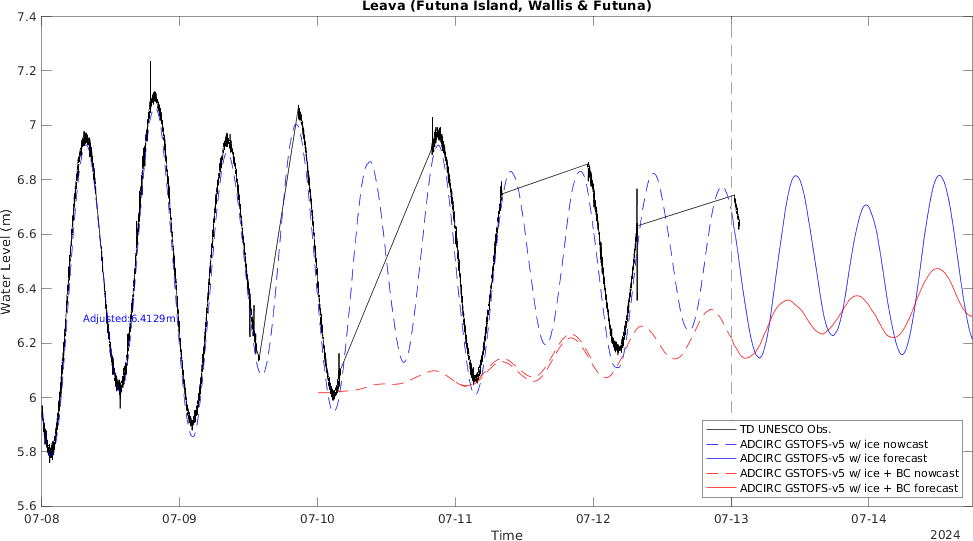 Leava (Futuna Island, Wallis & Futuna)
7.4
7.2
7
6.8
6.6
6.4
6.2
6
5.8
5.6
Water Level (m)
Adjusted:6.4129m
TD UNESCO Obs.
ADCIRC GSTOFS-v5 w/ ice nowcast
ADCIRC GSTOFS-v5 w/ ice forecast
ADCIRC GSTOFS-v5 w/ ice + BC nowcast
ADCIRC GSTOFS-v5 w/ ice + BC forecast
07-08 07-09 07-10 07-11 07-12 07-13 07-14
Time
2024